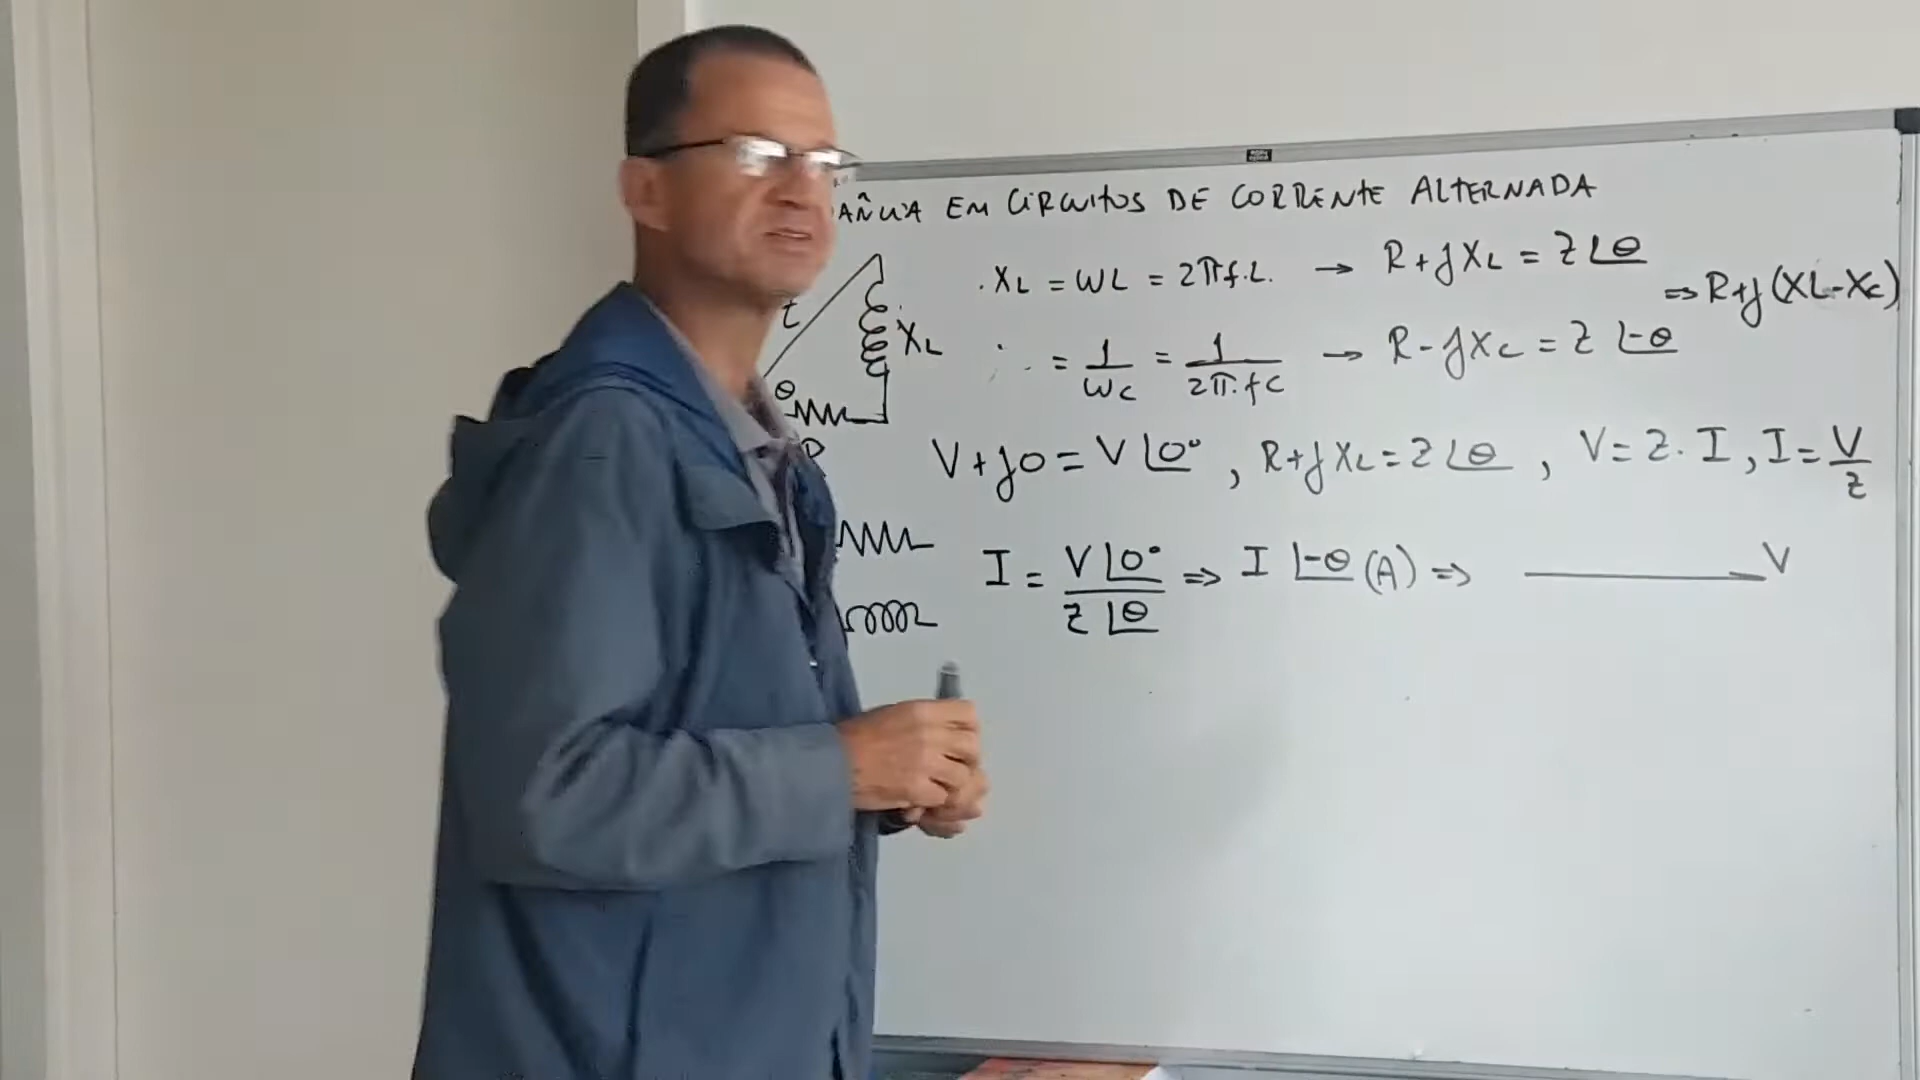 EM CIRCUITOS DE CORRENTE ALTERNADA
XL = WL = 2πf.L. → R+jXL = Z∠θ
⇒ R+j(XL-Xc)
= 1/WC = 1/2π.fC → R-jXC = Z∠-θ
t
XL
θ
V+j0 = V∠0°, R+jXL = Z∠θ, V=Z.I, I=V/Z
I = V∠0°/Z∠θ ⇒ I∠-θ(A) ⇒ V